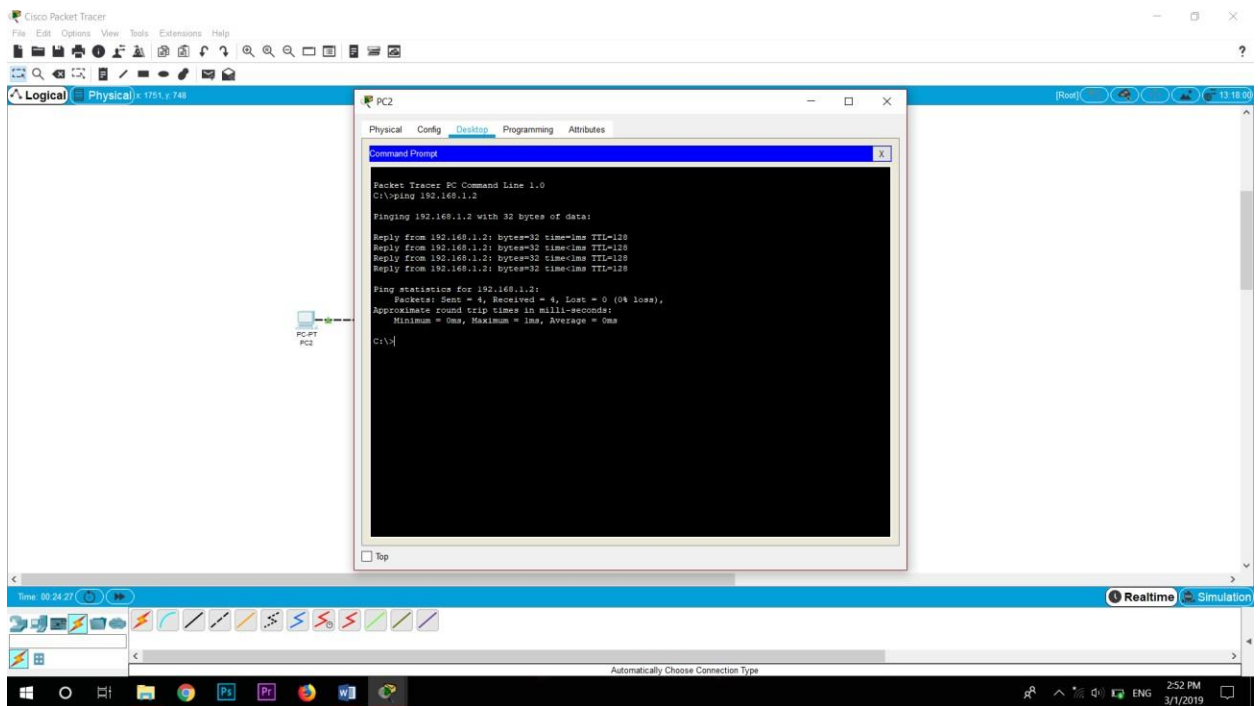 Cisco Packet Tracer
File Edit Options View Tools Extensions Help
?
Logical Physical x: 1751, y: 748
[Root] 13:18:00
PC2
Physical Config Desktop Programming Attributes
Command Prompt X
Packet Tracer PC Command Line 1.0
C:\>ping 192.168.1.2
Pinging 192.168.1.2 with 32 bytes of data:
Reply from 192.168.1.2: bytes=32 time=1ms TTL=128
Reply from 192.168.1.2: bytes=32 time<1ms TTL=128
Reply from 192.168.1.2: bytes=32 time<1ms TTL=128
Reply from 192.168.1.2: bytes=32 time<1ms TTL=128
Ping statistics for 192.168.1.2:
Packets: Sent = 4, Received = 4, Lost = 0 (0% loss),
Approximate round trip times in milli-seconds:
Minimum = 0ms, Maximum = 1ms, Average = 0ms
C:\>
PC-PT
PC2
Top
Time: 00:24:27
Realtime Simulation
Automatically Choose Connection Type
Ps Pr W
ENG
2:52 PM
3/1/2019